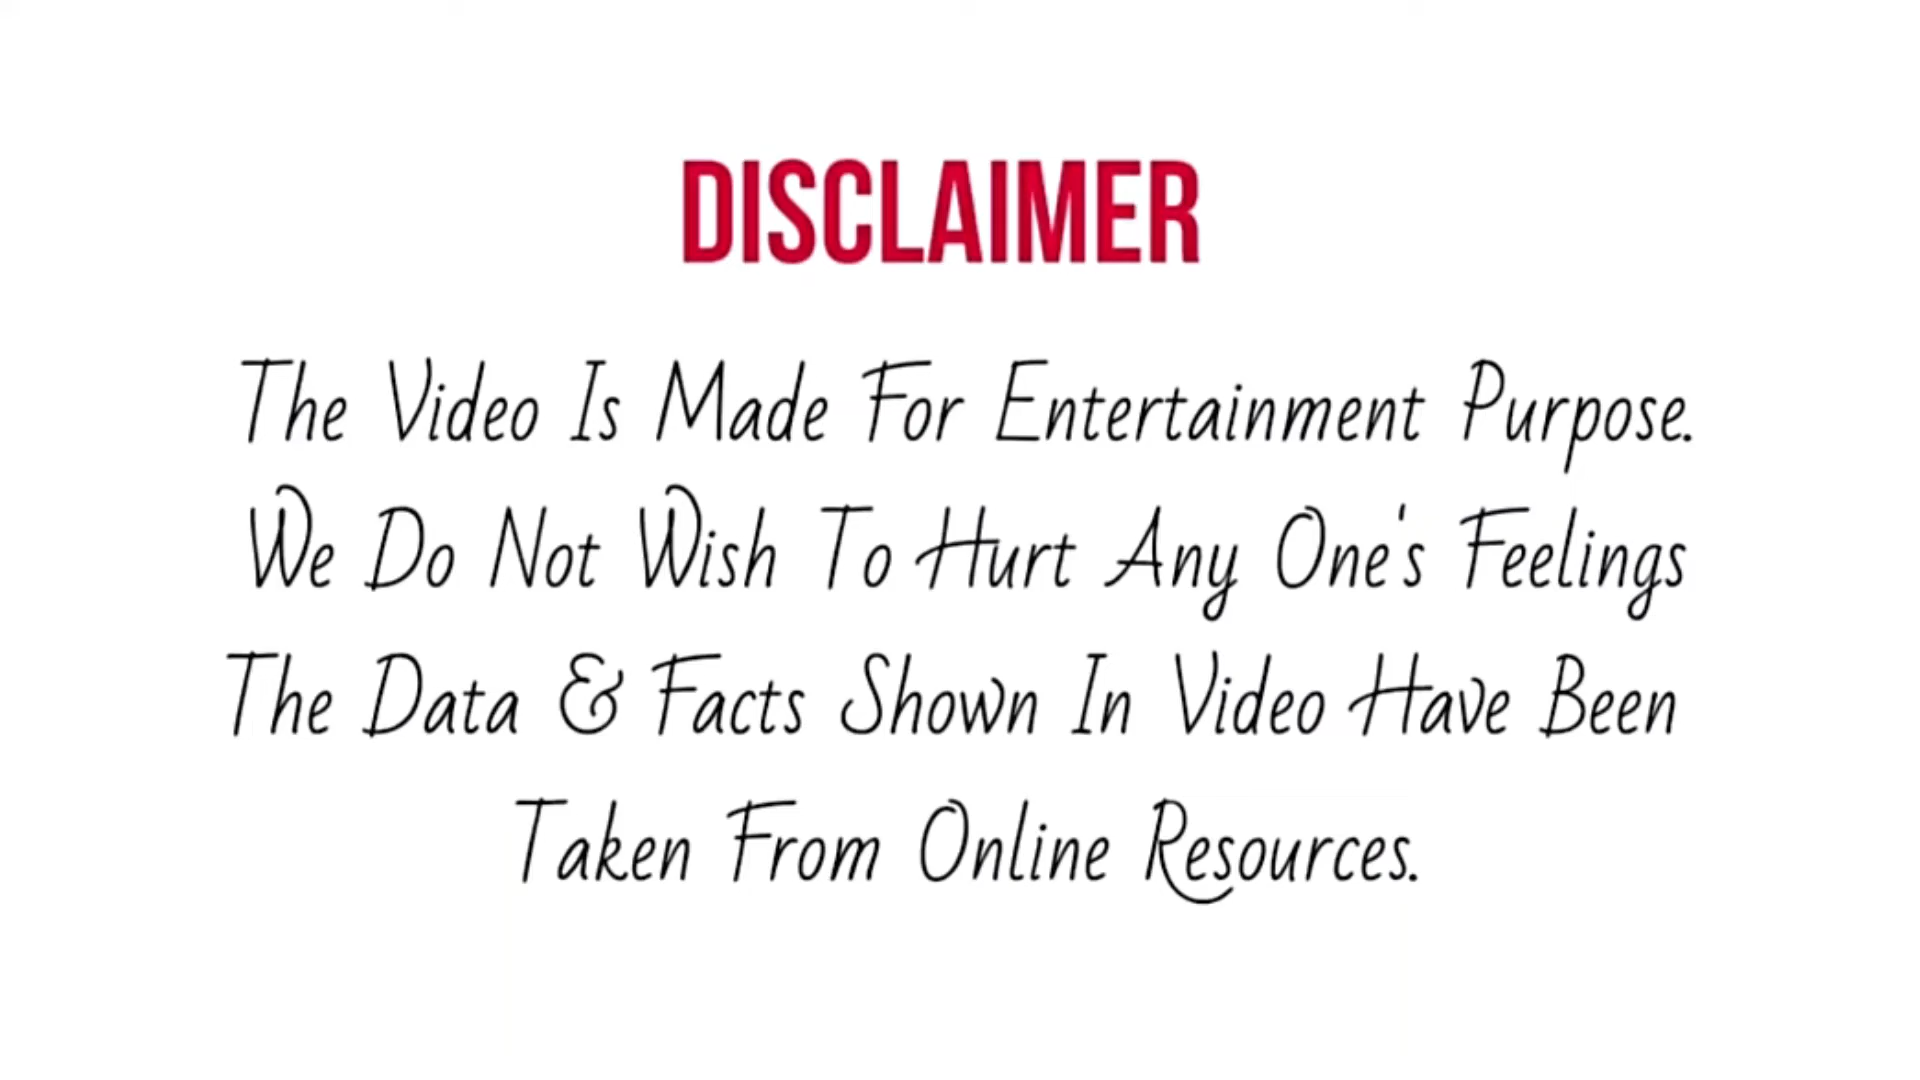 DISCLAIMER
The Video Is Made For Entertainment Purpose.
We Do Not Wish To Hurt Any One's Feelings
The Data & Facts Shown In Video Have Been
Taken From Online Resources.